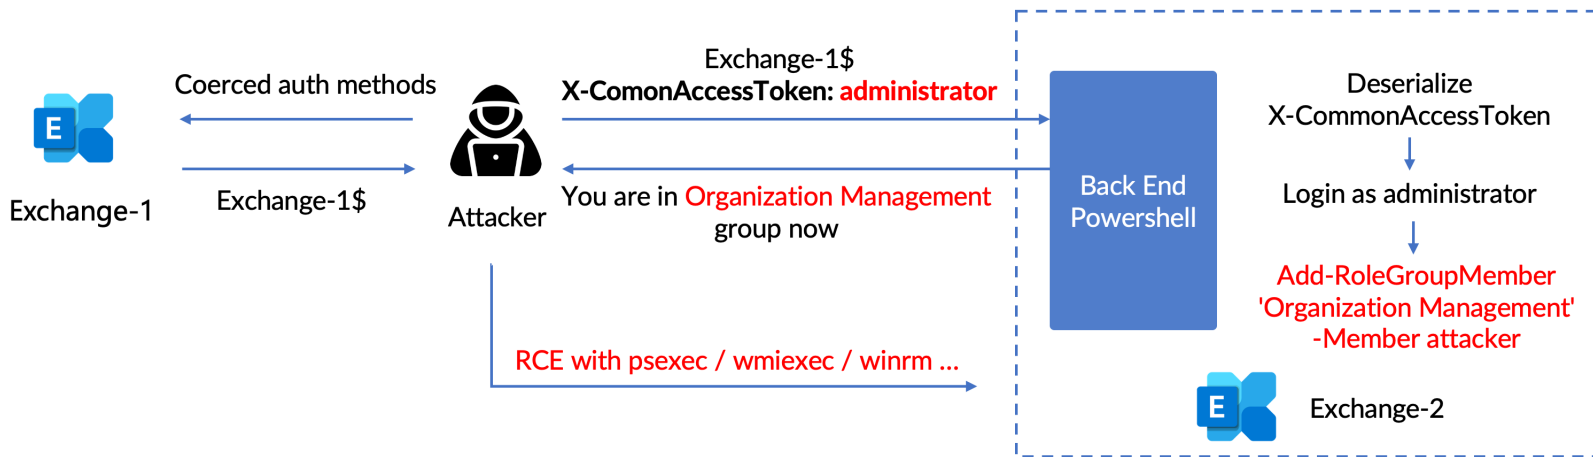 Coerced auth methods
E
Exchange-1
Exchange-1$
Attacker
Exchange-1$
X-ComonAccessToken: administrator
You are in Organization Management
group now
RCE with psexec / wmiexec / winrm ...
Back End
Powershell
Deserialize
X-CommonAccessToken
Login as administrator
Add-RoleGroupMember
'Organization Management'
-Member attacker
E
Exchange-2